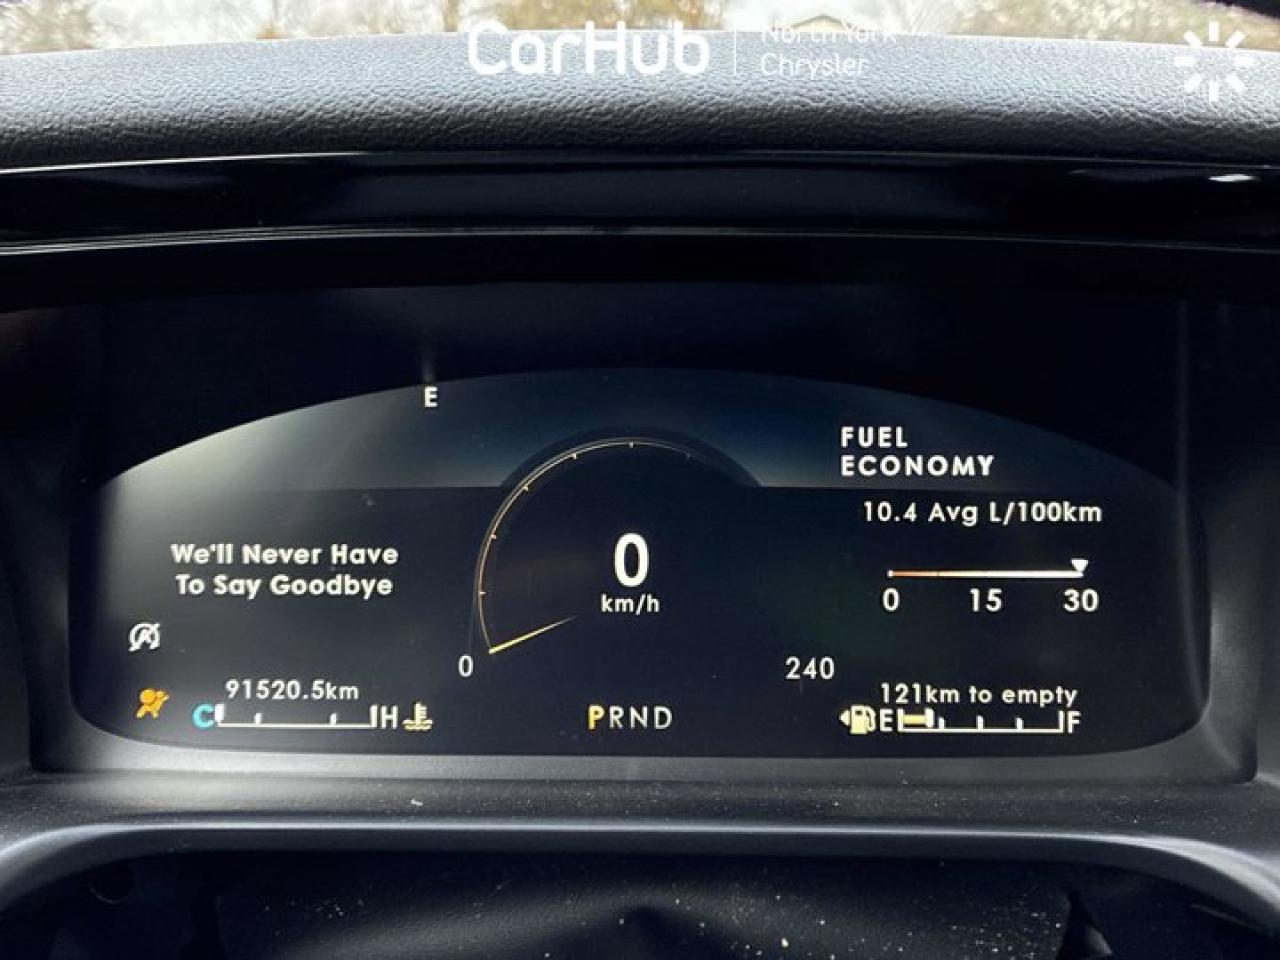 CarHub
North York
Chrysler
E
FUEL
ECONOMY
10.4 Avg L/100km
0 15 30
We'll Never Have
To Say Goodbye
0
km/h
0
240
91520.5km
C H
PRND
121km to empty
E F